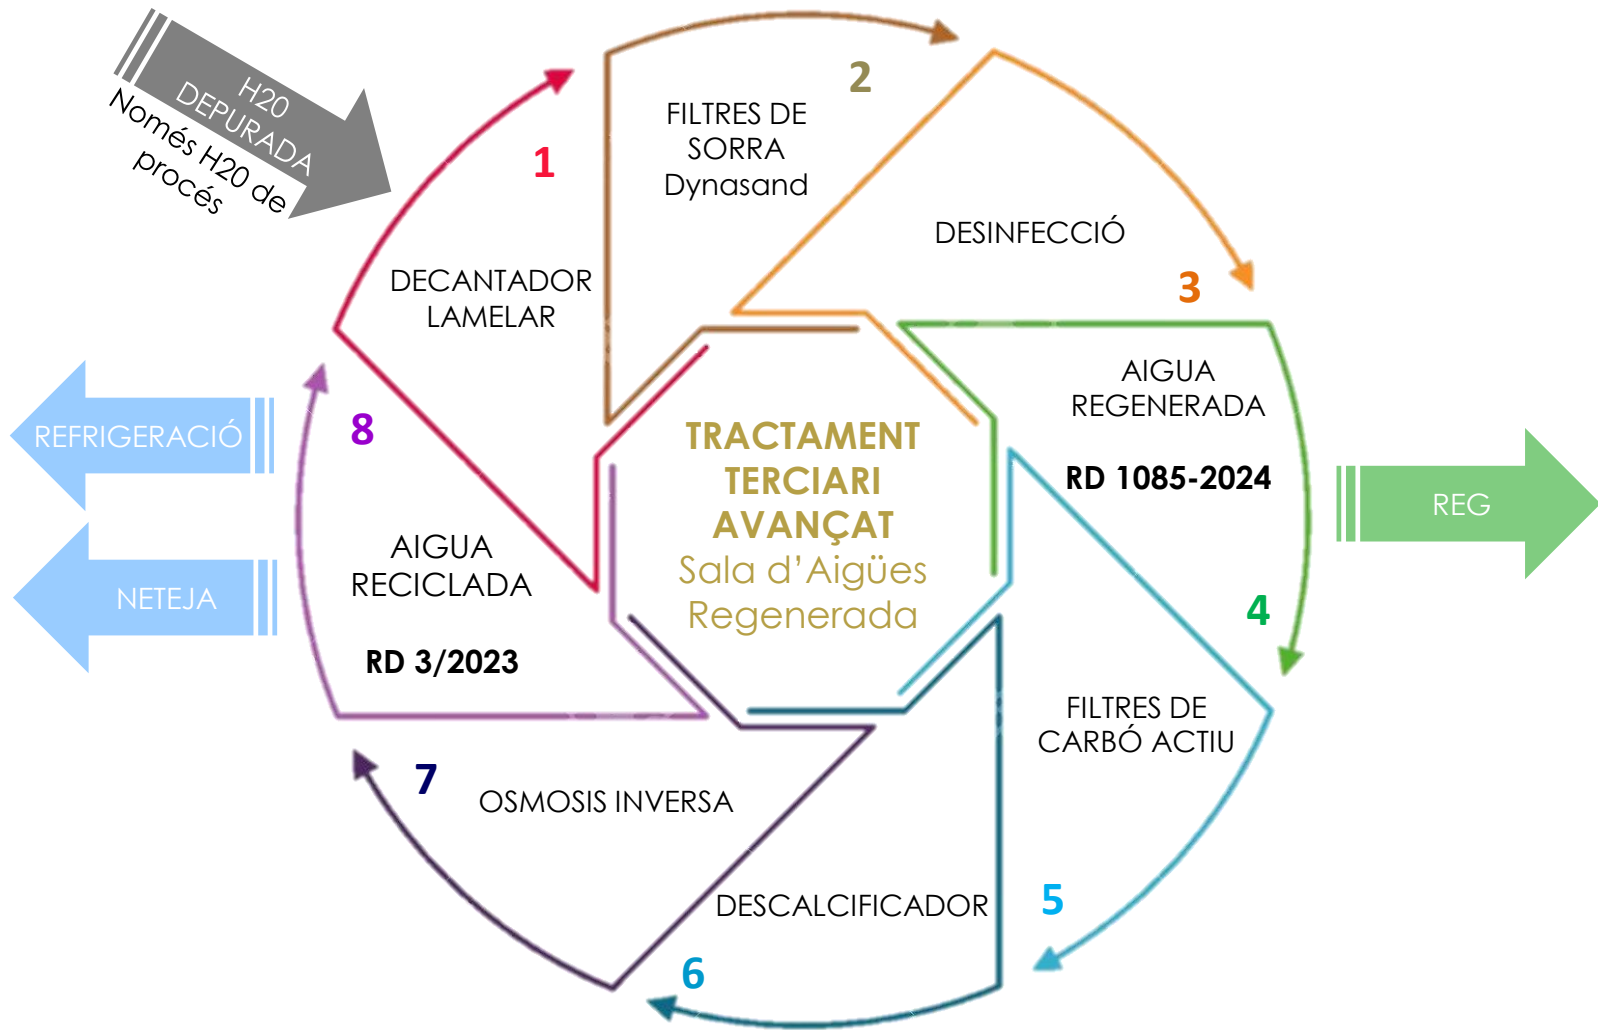 H20
DEPURADA
Només H20 de
procés
1
DECANTADOR
LAMELAR
2
FILTRES DE
SORRA
Dynasand
DESINFECCIÓ
3
AIGUA
REGENERADA
RD 1085-2024
4
REG
FILTRES DE
CARBÓ ACTIU
5
DESCALCIFICADOR
6
OSMOSIS INVERSA
7
AIGUA
RECICLADA
RD 3/2023
8
REFRIGERACIÓ
NETEJA
TRACTAMENT
TERCIARI
AVANÇAT
Sala d’Aigües
Regenerada